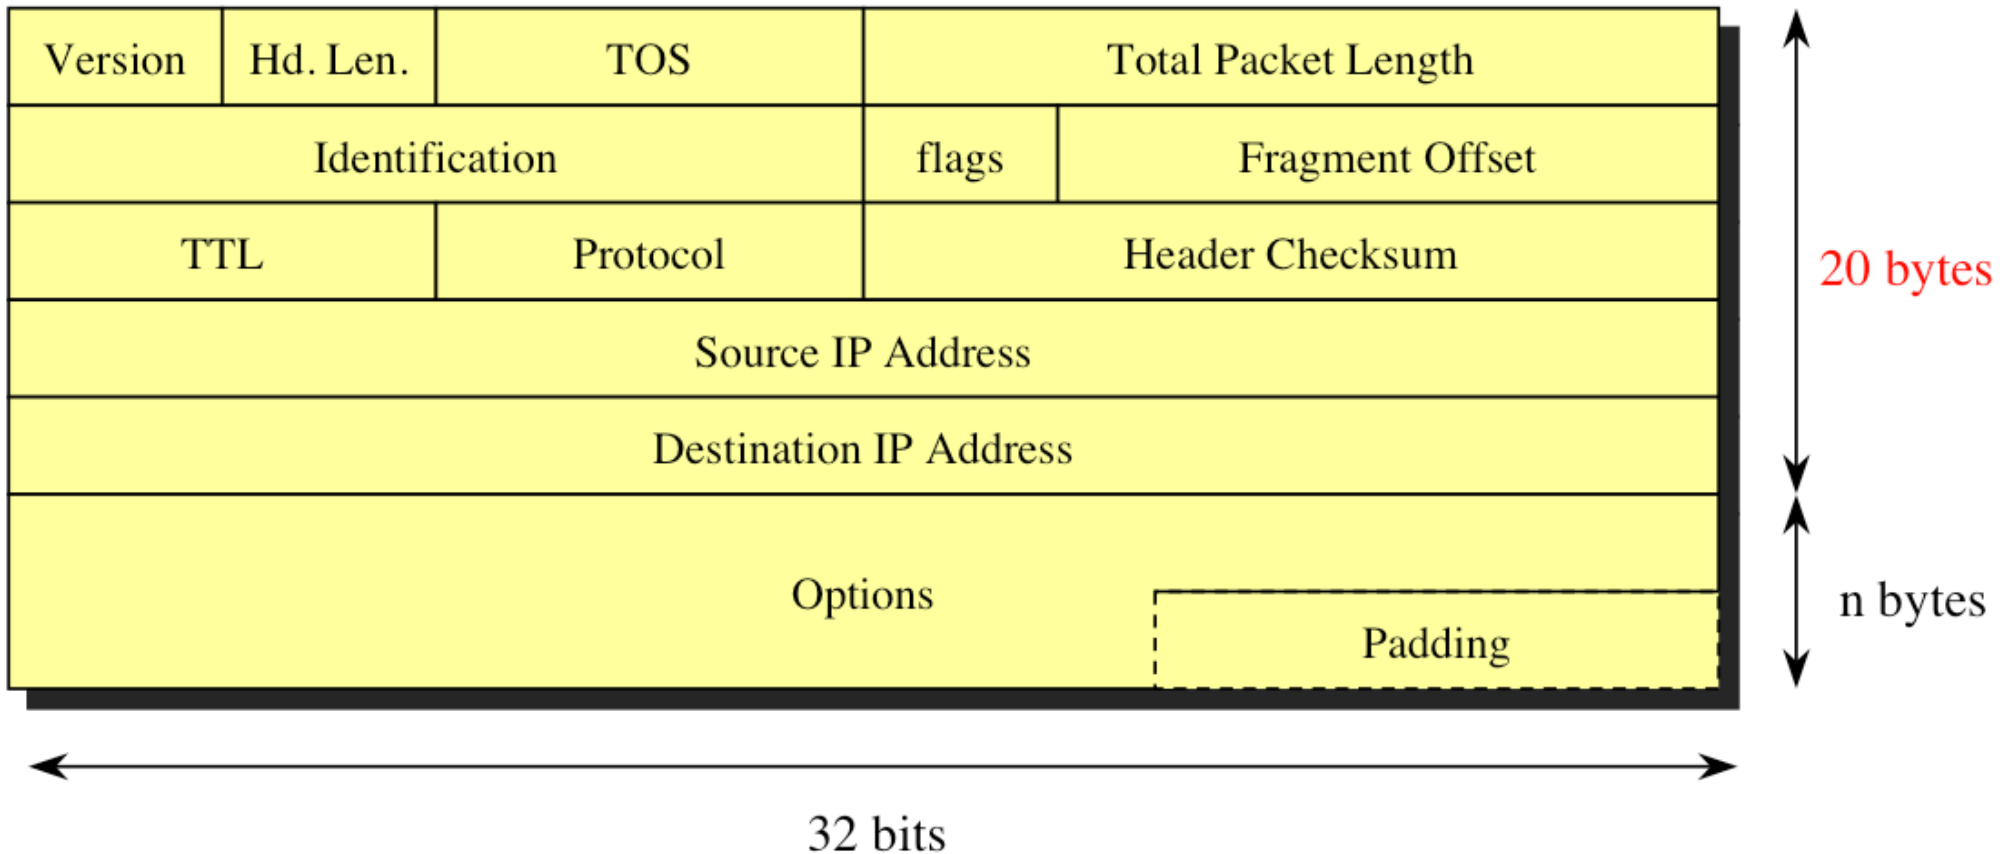 Version
Hd. Len.
TOS
Total Packet Length
Identification
flags
Fragment Offset
TTL
Protocol
Header Checksum
20 bytes
Source IP Address
Destination IP Address
Options
n bytes
Padding
32 bits